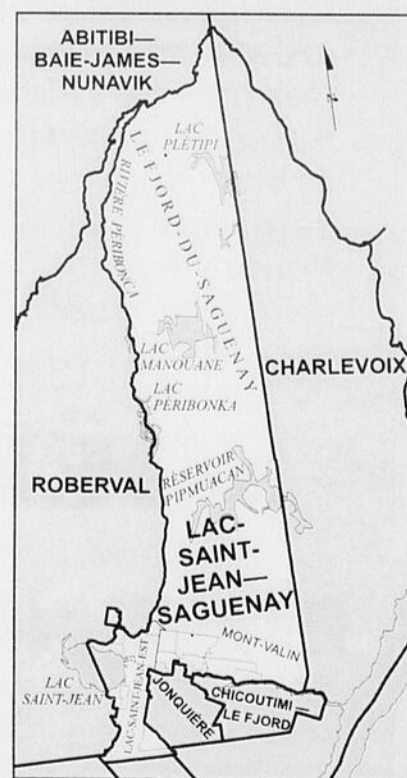 ABITIBI—
BAIE-JAMES—
NUNAVIK
LAC
PLÉTIPI
LE FJORD-DU-SAGUENAY
RIVIÈRE PÉRIBONCA
LAC
MANOUANE
CHARLEVOIX
LAC
PÉRIBONKA
ROBERVAL
RÉSERVOIR
PIPMUACAN
LAC-
SAINT-
JEAN—
SAGUENAY
MONT-VALIN
LAC
SAINT-JEAN
LAC-SAINT-JEAN-EST
JONQUIÈRE
CHICOUTIMI—
LE FJORD